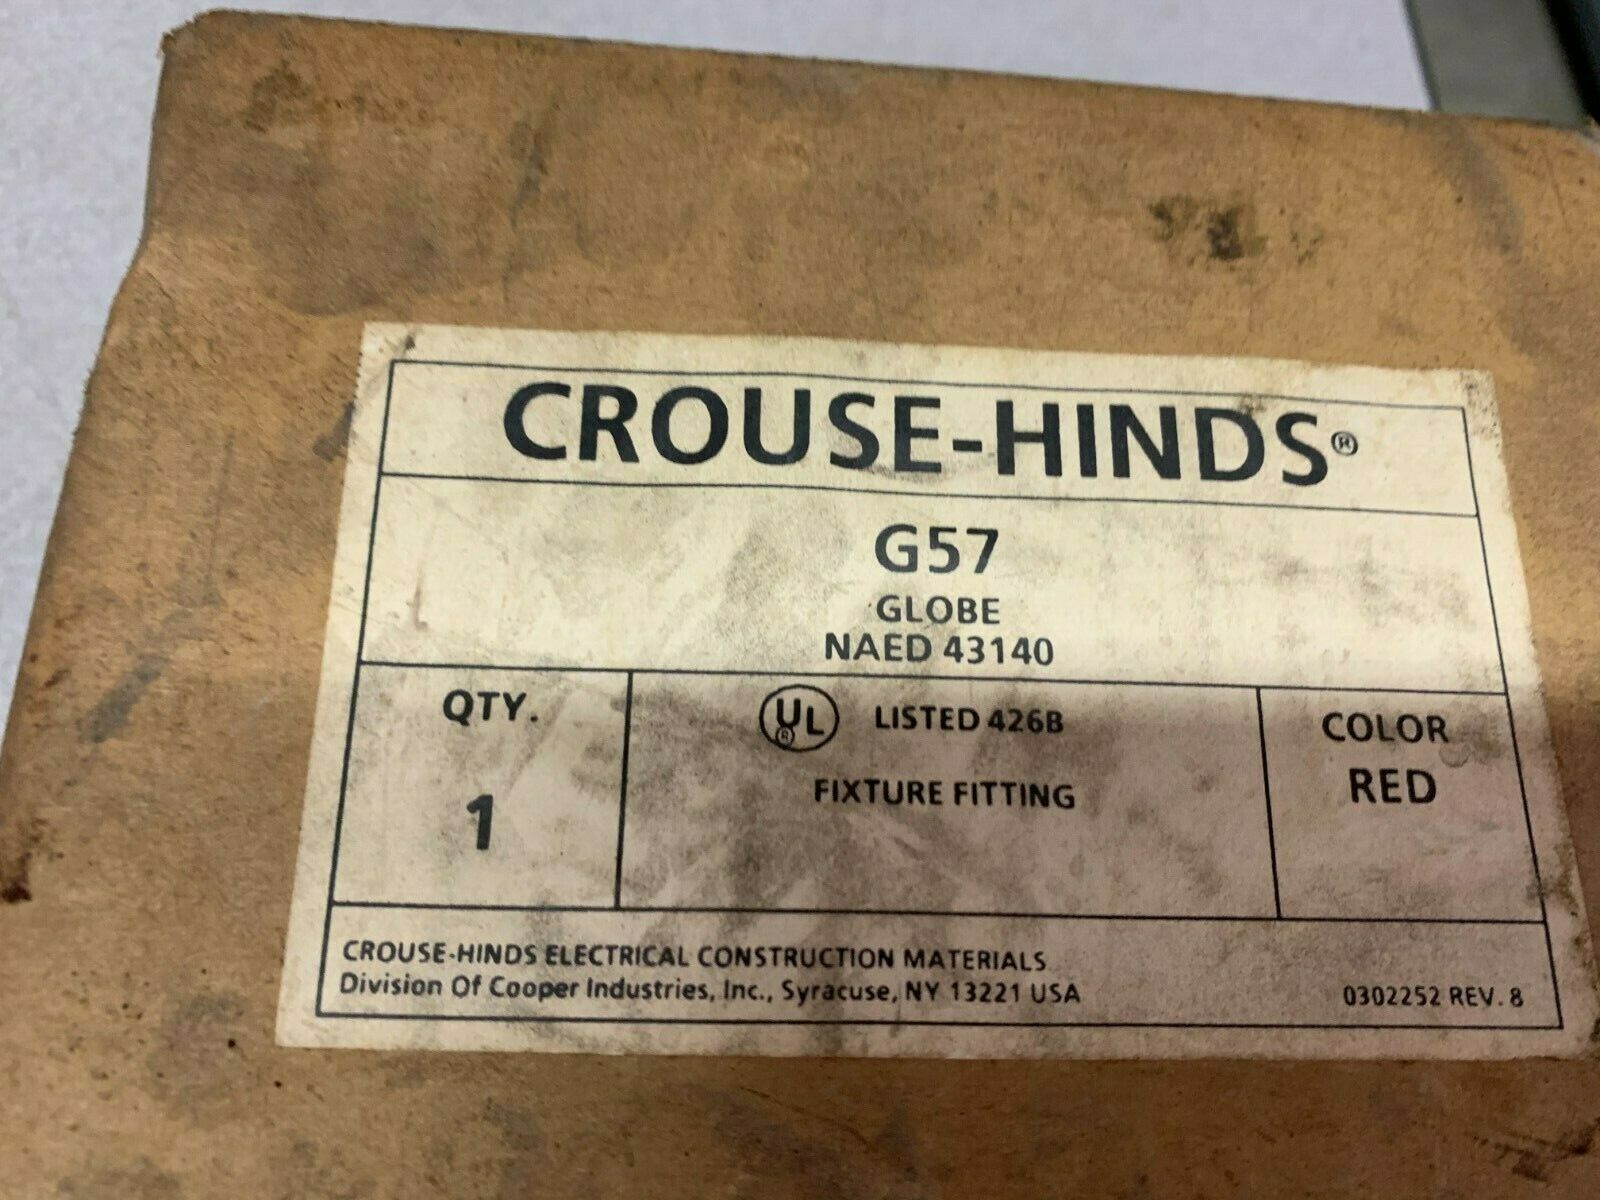 CROUSE-HINDS®
G57
GLOBE
NAED 43140
QTY.
1
UL® LISTED 426B
FIXTURE FITTING
COLOR
RED
CROUSE-HINDS ELECTRICAL CONSTRUCTION MATERIALS
Division Of Cooper Industries, Inc., Syracuse, NY 13221 USA
0302252 REV. 8